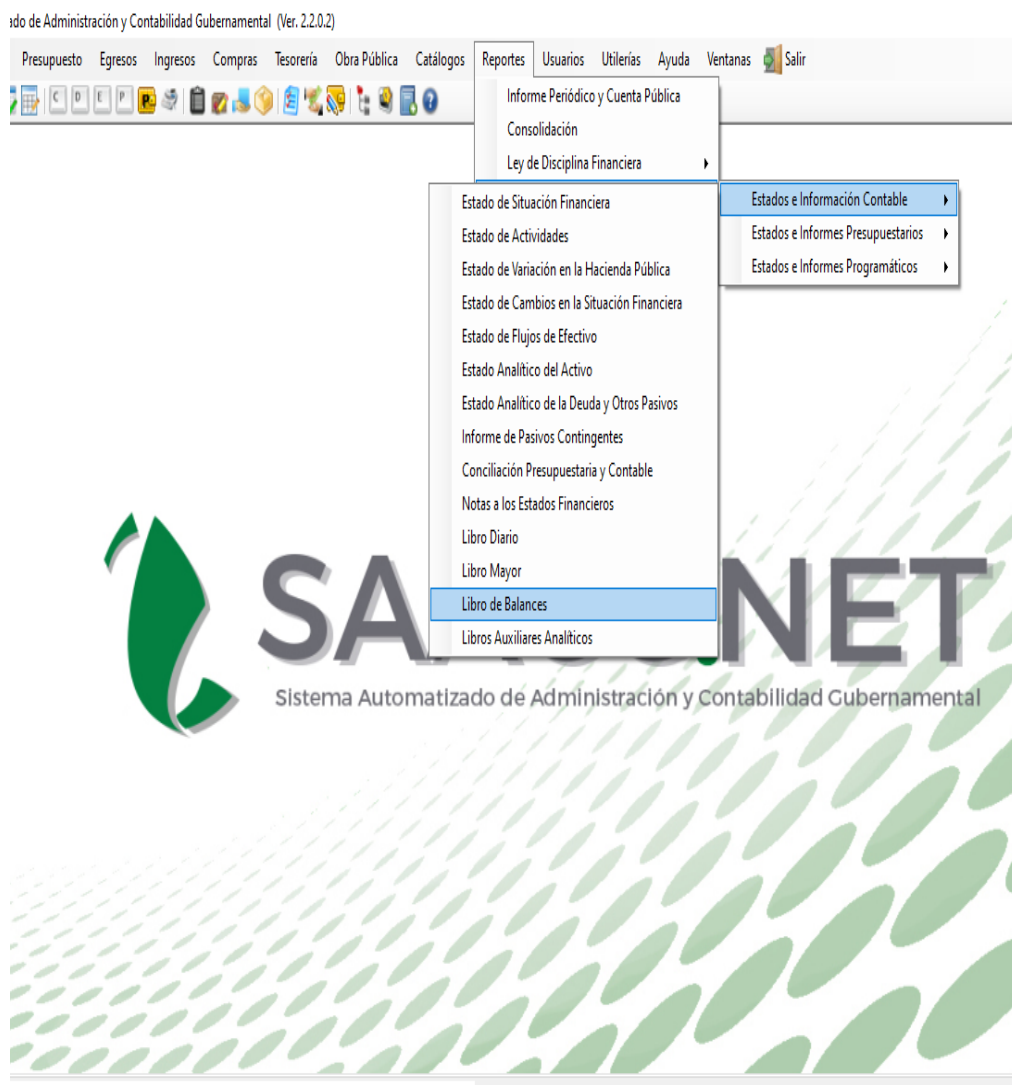 ado de Administración y Contabilidad Gubernamental (Ver. 2.2.0.2)
Presupuesto Egresos Ingresos Compras Tesorería Obra Pública Catálogos Reportes Usuarios Utilerías Ayuda Ventanas Salir
C D E P
Informe Periódico y Cuenta Pública
Consolidación
Ley de Disciplina Financiera
Estados e Información Contable
Estados e Informes Presupuestarios
Estados e Informes Programáticos
Estado de Situación Financiera
Estado de Actividades
Estado de Variación en la Hacienda Pública
Estado de Cambios en la Situación Financiera
Estado de Flujos de Efectivo
Estado Analítico del Activo
Estado Analítico de la Deuda y Otros Pasivos
Informe de Pasivos Contingentes
Conciliación Presupuestaria y Contable
Notas a los Estados Financieros
Libro Diario
Libro Mayor
Libro de Balances
Libros Auxiliares Analíticos
SA NET
Sistema Automatizado de Administración y Contabilidad Gubernamental